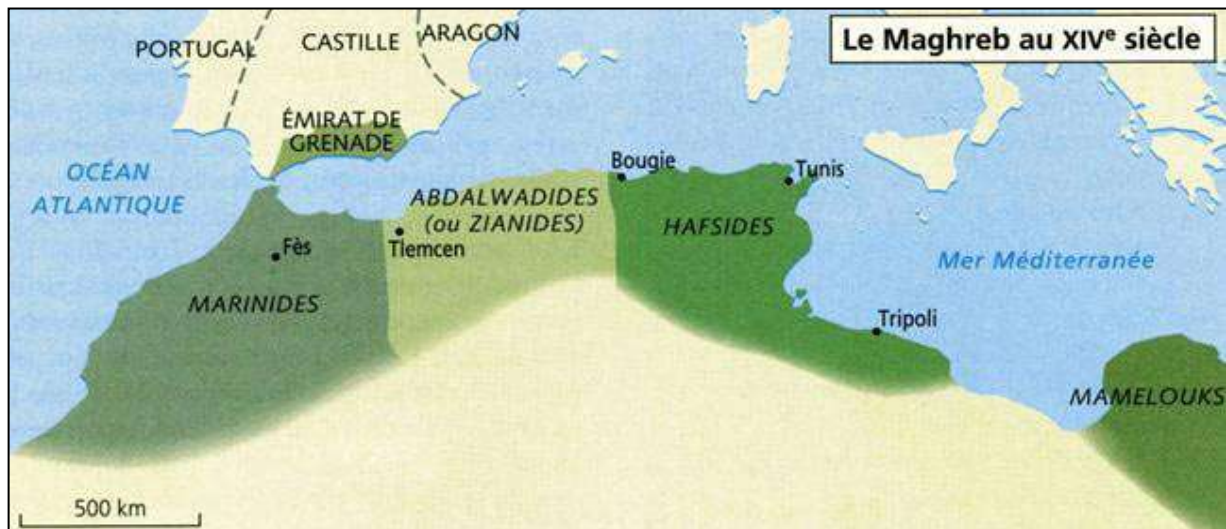 Le Maghreb au XIVe siècle
PORTUGAL
CASTILLE
ARAGON
ÉMIRAT DE
GRENADE
OCÉAN
ATLANTIQUE
Bougie
Tunis
ABDALWADIDES
(ou ZIANIDES)
HAFSIDES
Fès
Tlemcen
Mer Méditerranée
MARINIDES
Tripoli
MAMELOUKS
500 km